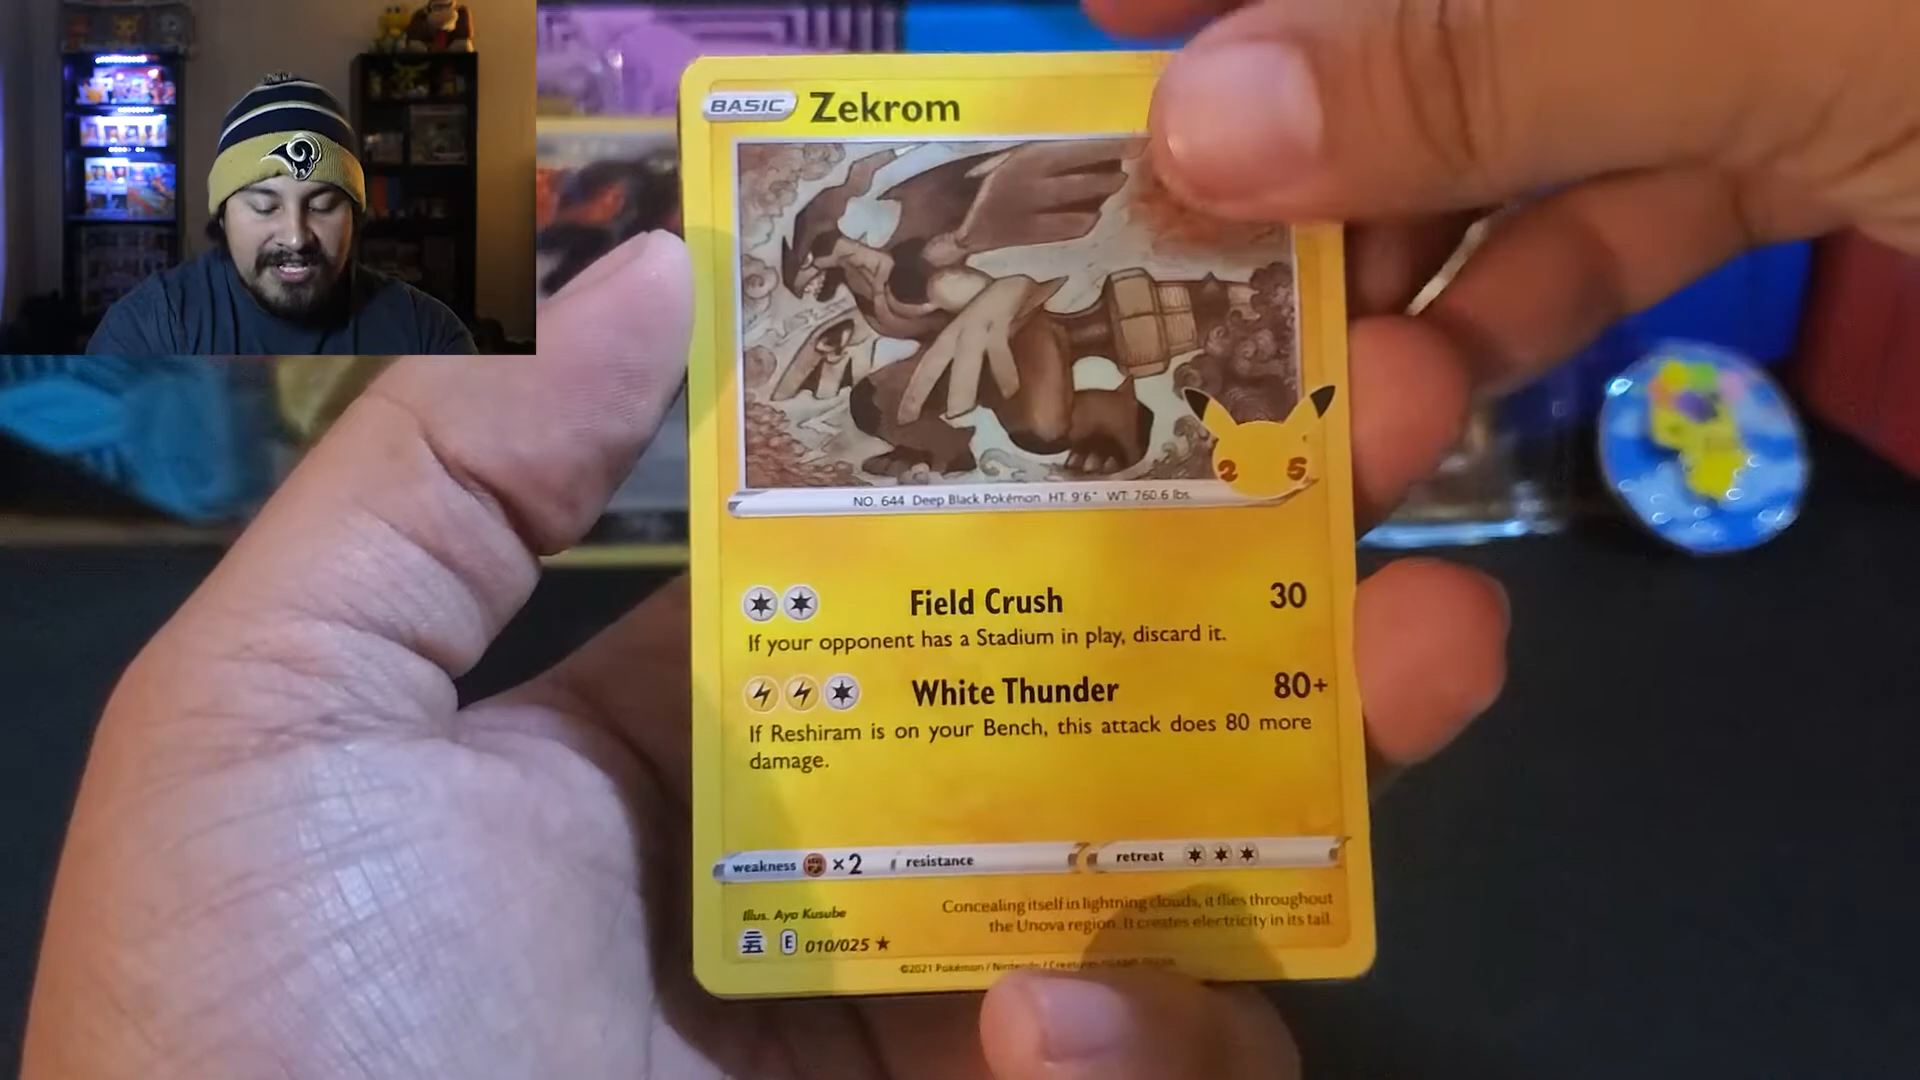 BASIC Zekrom
25
NO. 644 Deep Black Pokémon HT: 9'6" WT: 760.6 lbs.
Field Crush 30
If your opponent has a Stadium in play, discard it.
White Thunder 80+
If Reshiram is on your Bench, this attack does 80 more
damage.
weakness ×2 resistance retreat
Illus. Aya Kusube
Concealing itself in lightning clouds, it flies throughout
the Unova region. It creates electricity in its tail.
E 010/025 ★
©2021 Pokémon / Nintendo / Creatures